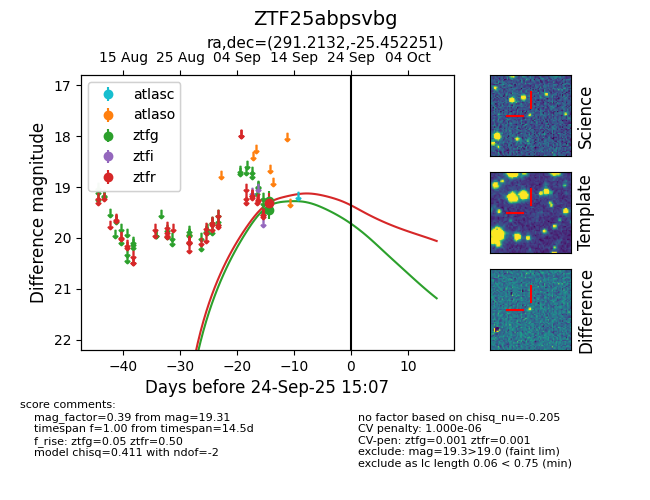 ZTF25abpsvbg
ra,dec=(291.2132,-25.452251)
15 Aug 25 Aug 04 Sep 14 Sep 24 Sep 04 Oct
17
18
19
20
21
22
Difference magnitude
atlasc
atlaso
ztfg
ztfi
ztfr
−40 −30 −20 −10 0 10
Days before 24-Sep-25 15:07
Science
Template
Difference
score comments:
mag_factor=0.39 from mag=19.31
timespan f=1.00 from timespan=14.5d
f_rise: ztfg=0.05 ztfr=0.50
model chisq=0.411 with ndof=-2
no factor based on chisq_nu=-0.205
CV penalty: 1.000e-06
CV-pen: ztfg=0.001 ztfr=0.001
exclude: mag=19.3>19.0 (faint lim)
exclude as lc length 0.06 < 0.75 (min)